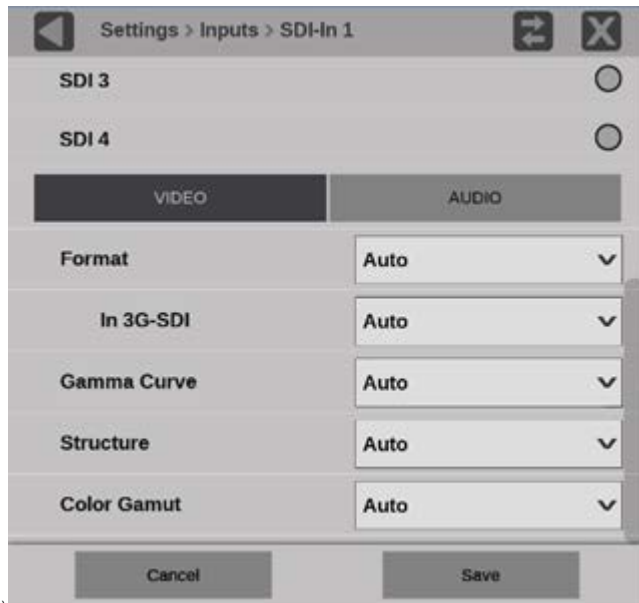 Settings > Inputs > SDI-In 1
SDI 3
SDI 4
VIDEO AUDIO
Format Auto
In 3G-SDI Auto
Gamma Curve Auto
Structure Auto
Color Gamut Auto
Cancel Save